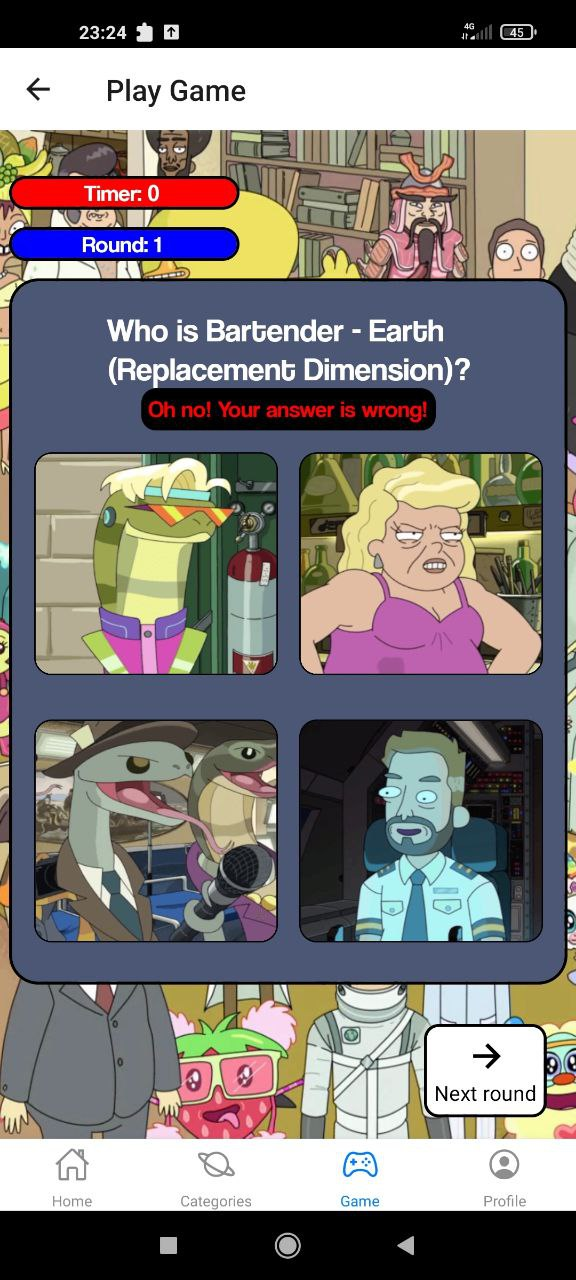 23:24
4G
45
Play Game
Timer: 0
Round: 1
Who is Bartender - Earth
(Replacement Dimension)?
Oh no! Your answer is wrong!
Next round
Home
Categories
Game
Profile